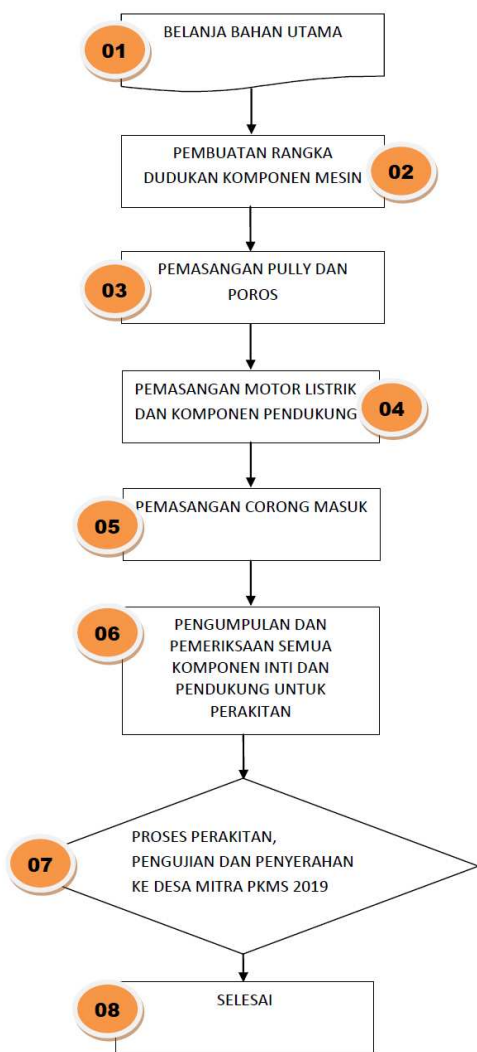 01
BELANJA BAHAN UTAMA
PEMBUATAN RANGKA
DUDUKAN KOMPONEN MESIN
02
03
PEMASANGAN PULLY DAN
POROS
PEMASANGAN MOTOR LISTRIK
DAN KOMPONEN PENDUKUNG
04
05
PEMASANGAN CORONG MASUK
06
PENGUMPULAN DAN
PEMERIKSAAN SEMUA
KOMPONEN INTI DAN
PENDUKUNG UNTUK
PERAKITAN
07
PROSES PERAKITAN,
PENGUJIAN DAN PENYERAHAN
KE DESA MITRA PKMS 2019
08
SELESAI